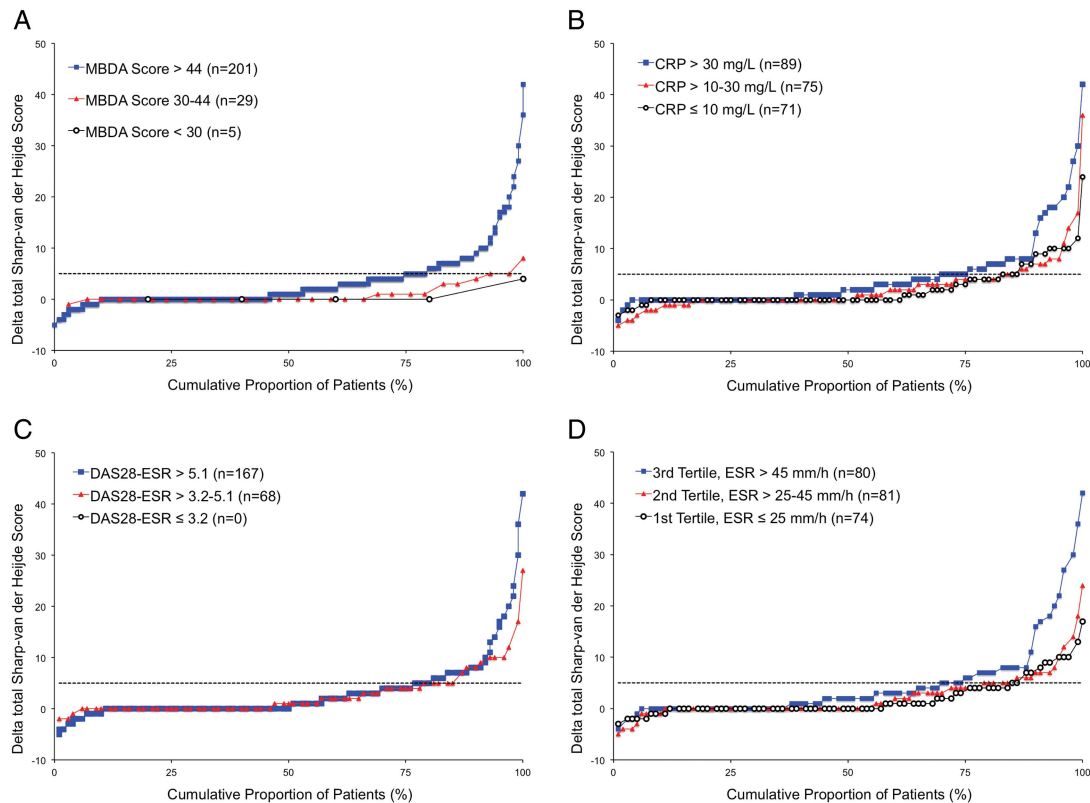 A
Delta total Sharp-van der Heijde Score
50
40
30
20
10
0
-10
MBDA Score > 44 (n=201)
MBDA Score 30-44 (n=29)
MBDA Score < 30 (n=5)
0 25 50 75 100
Cumulative Proportion of Patients (%)
B
Delta total Sharp-van der Heijde Score
50
40
30
20
10
0
-10
CRP > 30 mg/L (n=89)
CRP > 10-30 mg/L (n=75)
CRP ≤ 10 mg/L (n=71)
0 25 50 75 100
Cumulative Proportion of Patients (%)
C
Delta total Sharp-van der Heijde Score
50
40
30
20
10
0
-10
DAS28-ESR > 5.1 (n=167)
DAS28-ESR > 3.2-5.1 (n=68)
DAS28-ESR ≤ 3.2 (n=0)
0 25 50 75 100
Cumulative Proportion of Patients (%)
D
Delta total Sharp-van der Heijde Score
50
40
30
20
10
0
-10
3rd Tertile, ESR > 45 mm/h (n=80)
2nd Tertile, ESR > 25-45 mm/h (n=81)
1st Tertile, ESR ≤ 25 mm/h (n=74)
0 25 50 75 100
Cumulative Proportion of Patients (%)